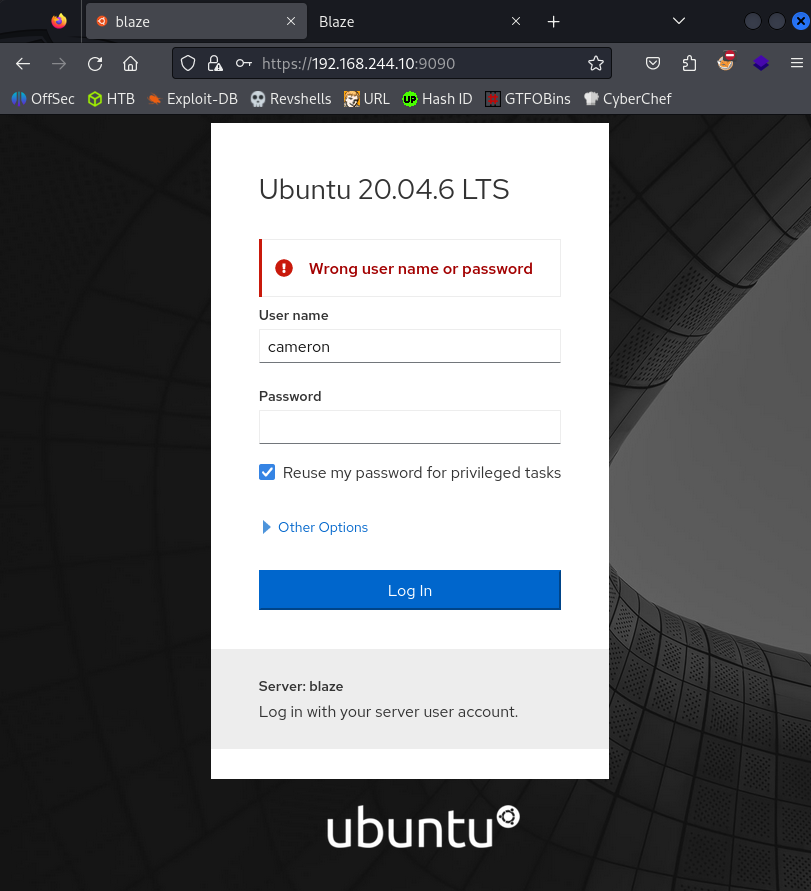 blaze
Blaze
https://192.168.244.10:9090
OffSec HTB Exploit-DB Revshells URL UP Hash ID GTFOBins CyberChef
Ubuntu 20.04.6 LTS
Wrong user name or password
User name
cameron
Password
Reuse my password for privileged tasks
Other Options
Log In
Server: blaze
Log in with your server user account.
ubuntu